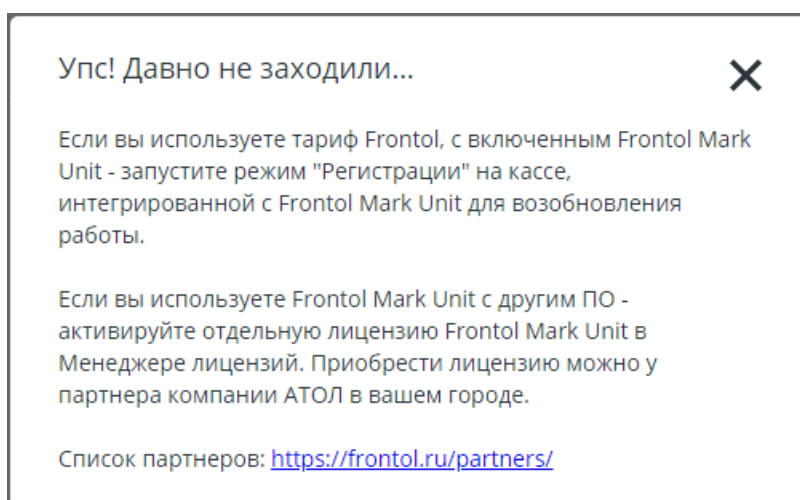 Упс! Давно не заходили...
Если вы используете тариф Frontol, с включенным Frontol Mark
Unit - запустите режим "Регистрации" на кассе,
интегрированной с Frontol Mark Unit для возобновления
работы.
Если вы используете Frontol Mark Unit с другим ПО -
активируйте отдельную лицензию Frontol Mark Unit в
Менеджере лицензий. Приобрести лицензию можно у
партнера компании АТОЛ в вашем городе.
Список партнеров: https://frontol.ru/partners/